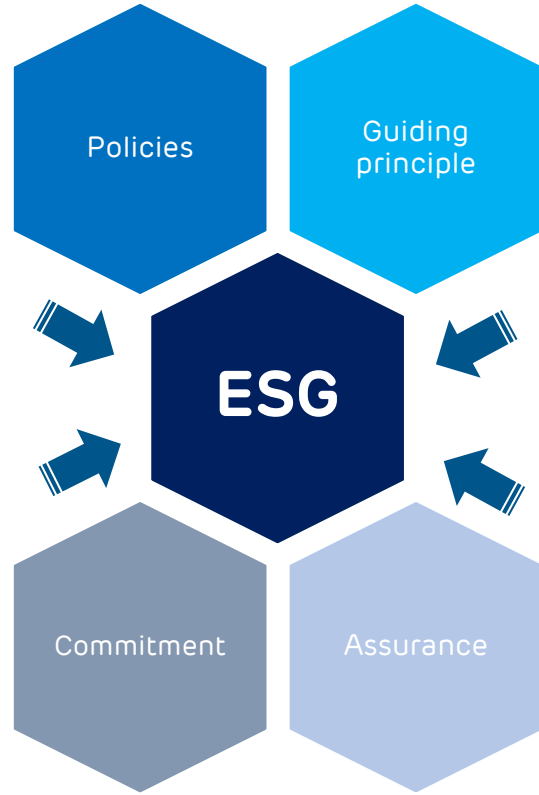 Policies
Guiding
principle
ESG
Commitment
Assurance